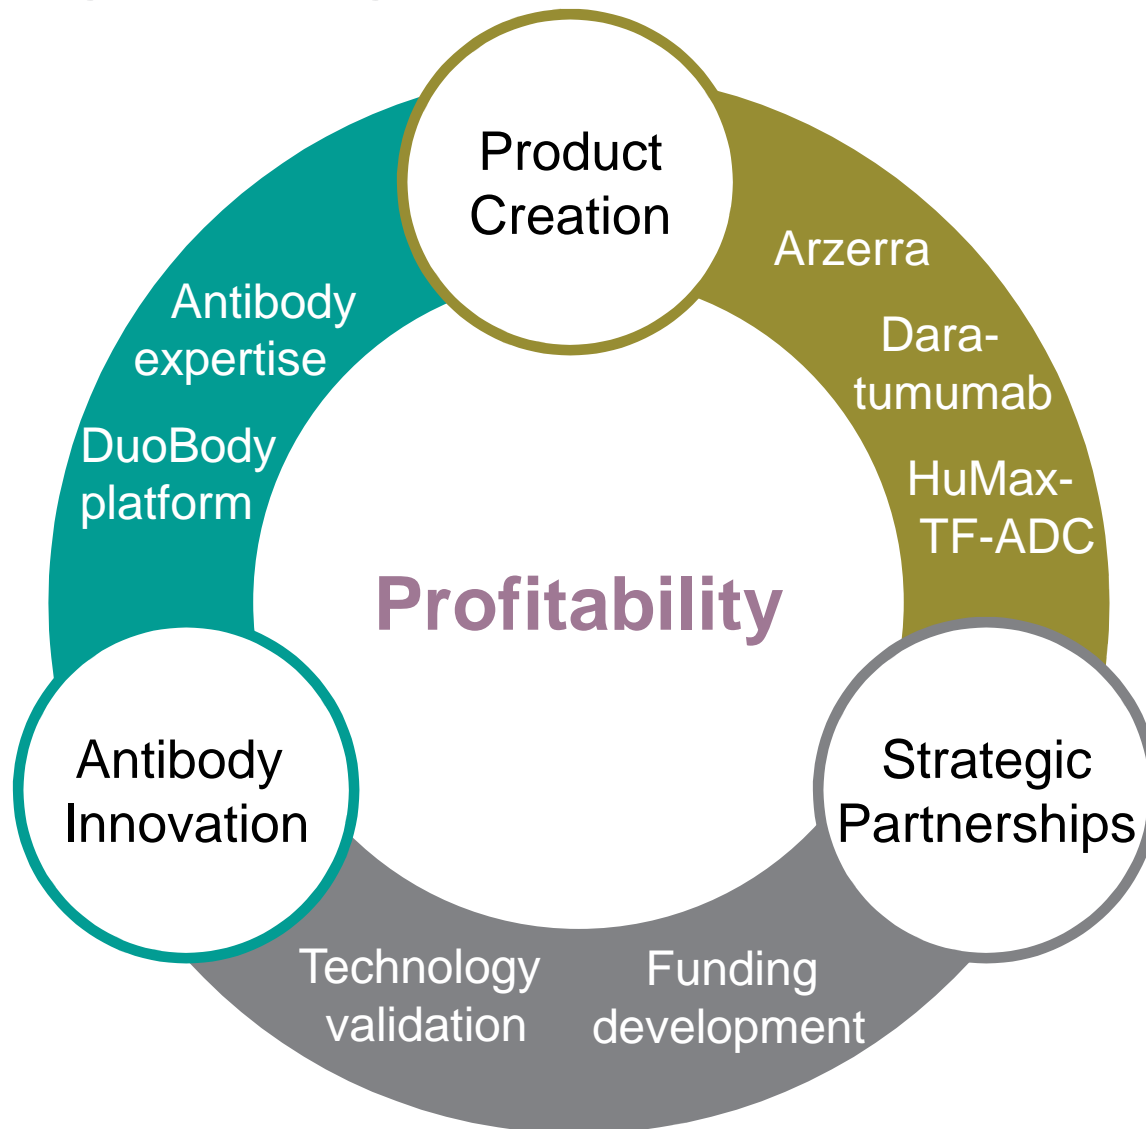 Product
Creation
Arzerra
Dara-
tumumab
HuMax-
TF-ADC
Antibody
expertise
DuoBody
platform
Profitability
Antibody
Innovation
Strategic
Partnerships
Technology
validation
Funding
development